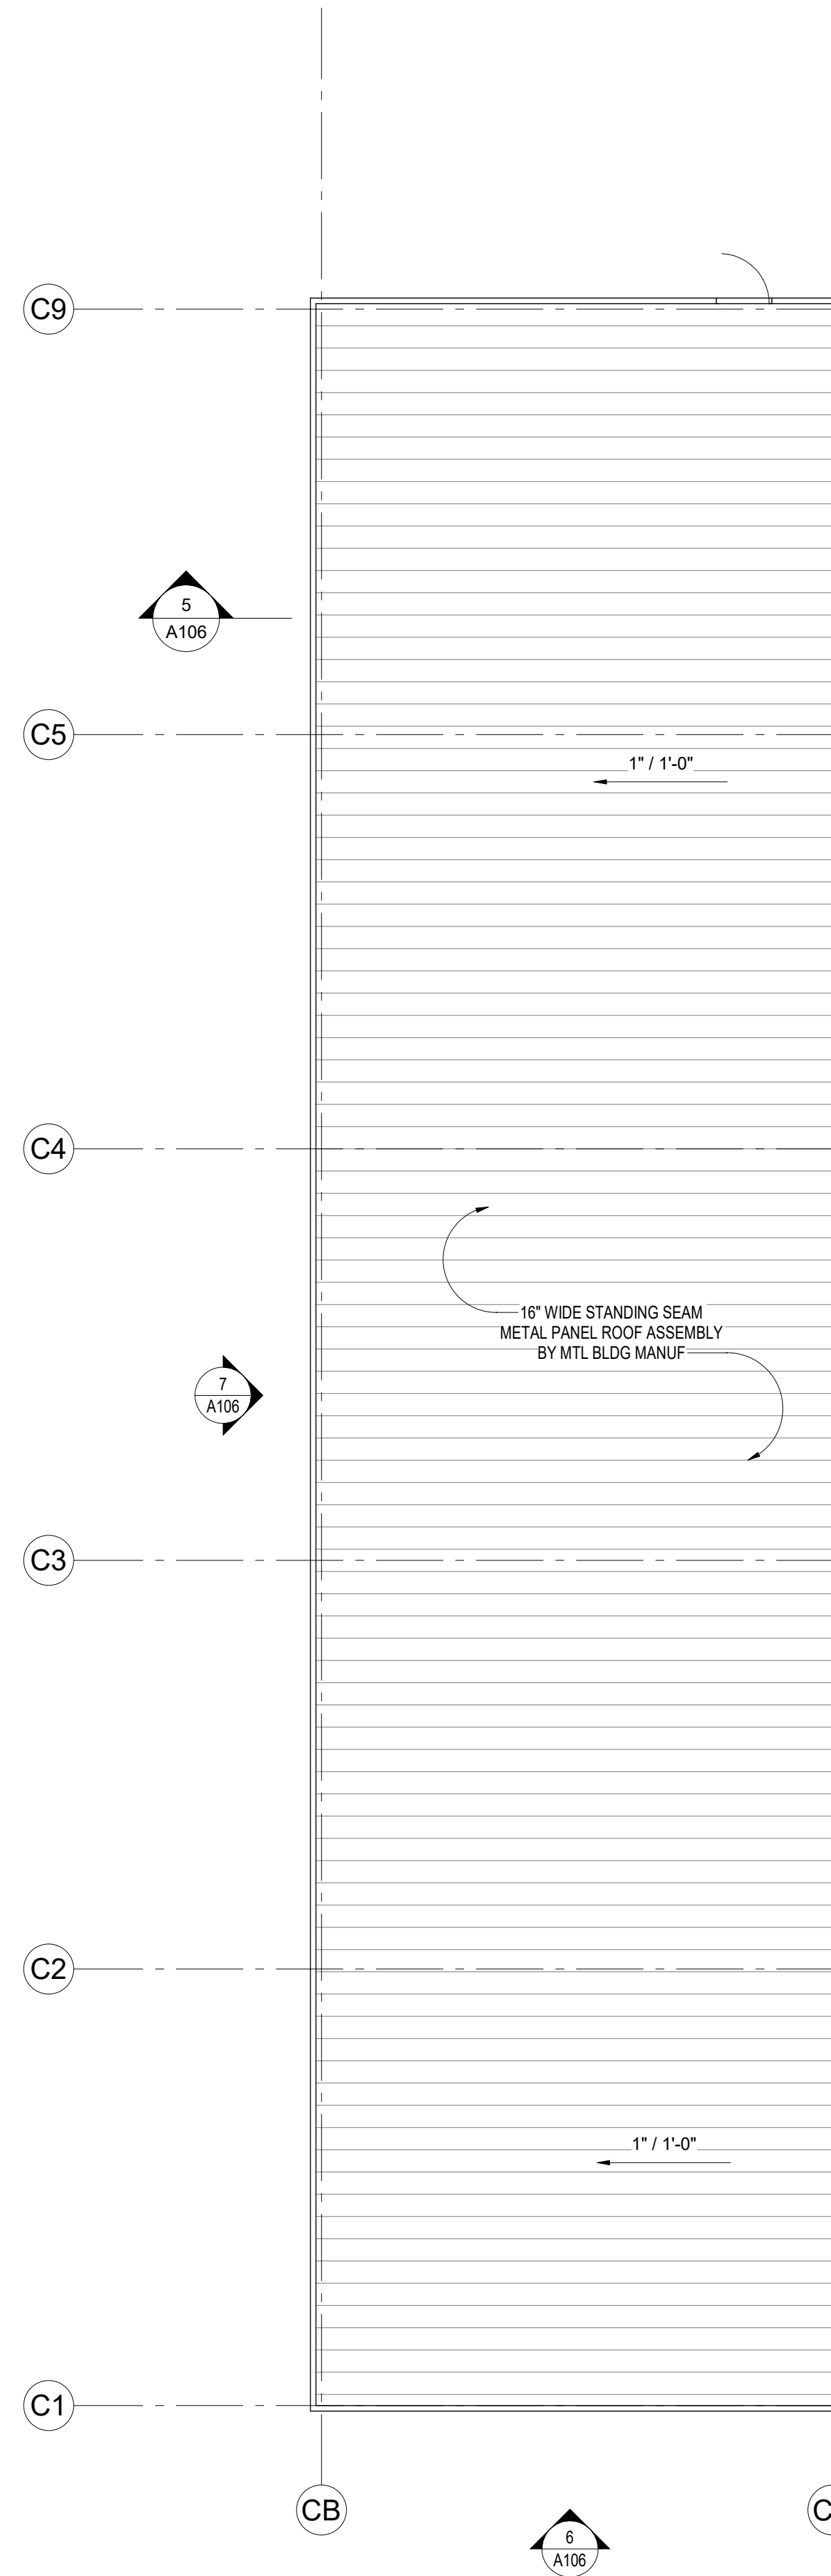 C9
5
A106
C5
1" / 1'-0"
C4
16" WIDE STANDING SEAM
METAL PANEL ROOF ASSEMBLY
BY MTL BLDG MANUF
7
A106
C3
C2
1" / 1'-0"
C1
CB
C
6
A106